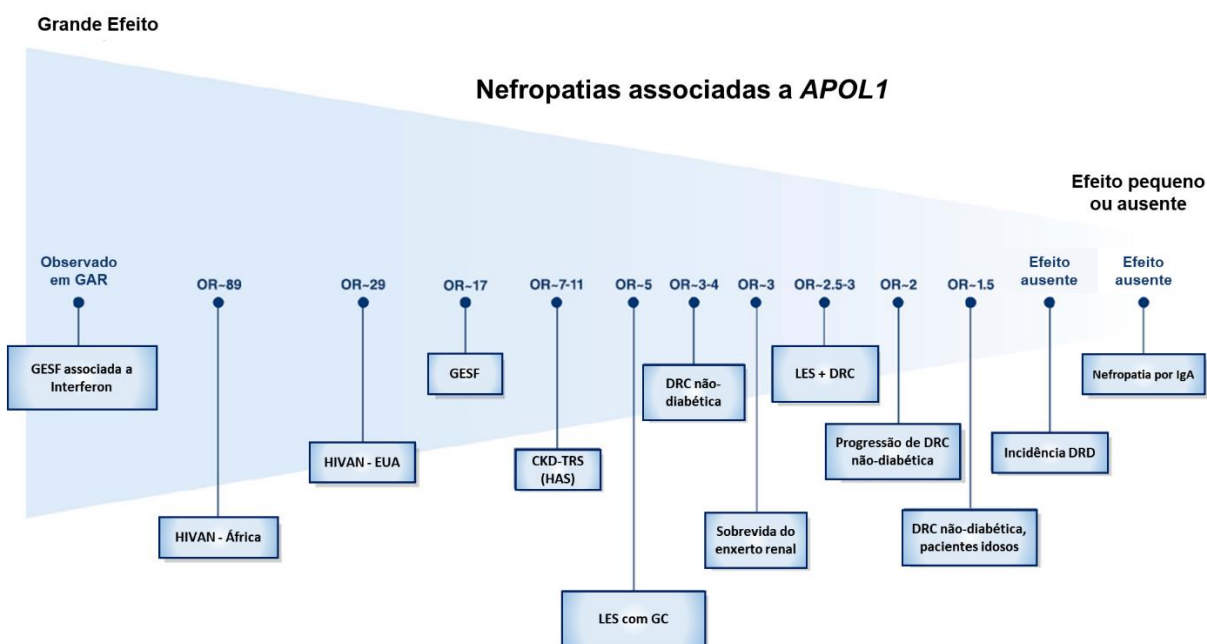 Grande Efeito
Nefropatias associadas a APOL1
Efeito pequeno
ou ausente
Observado
em GAR
OR~89
OR~29
OR~17
OR~7-11
OR~5
OR~3-4
OR~3
OR~2.5-3
OR~2
OR~1.5
Efeito
ausente
Efeito
ausente
GESF associada a
Interferon
HIVAN - África
HIVAN - EUA
GESF
CKD-TRS
(HAS)
LES com GC
DRC não-
diabética
Sobrevida do
enxerto renal
LES + DRC
Progressão de DRC
não-diabética
DRC não-diabética,
pacientes idosos
Incidência DRD
Nefropatia por IgA